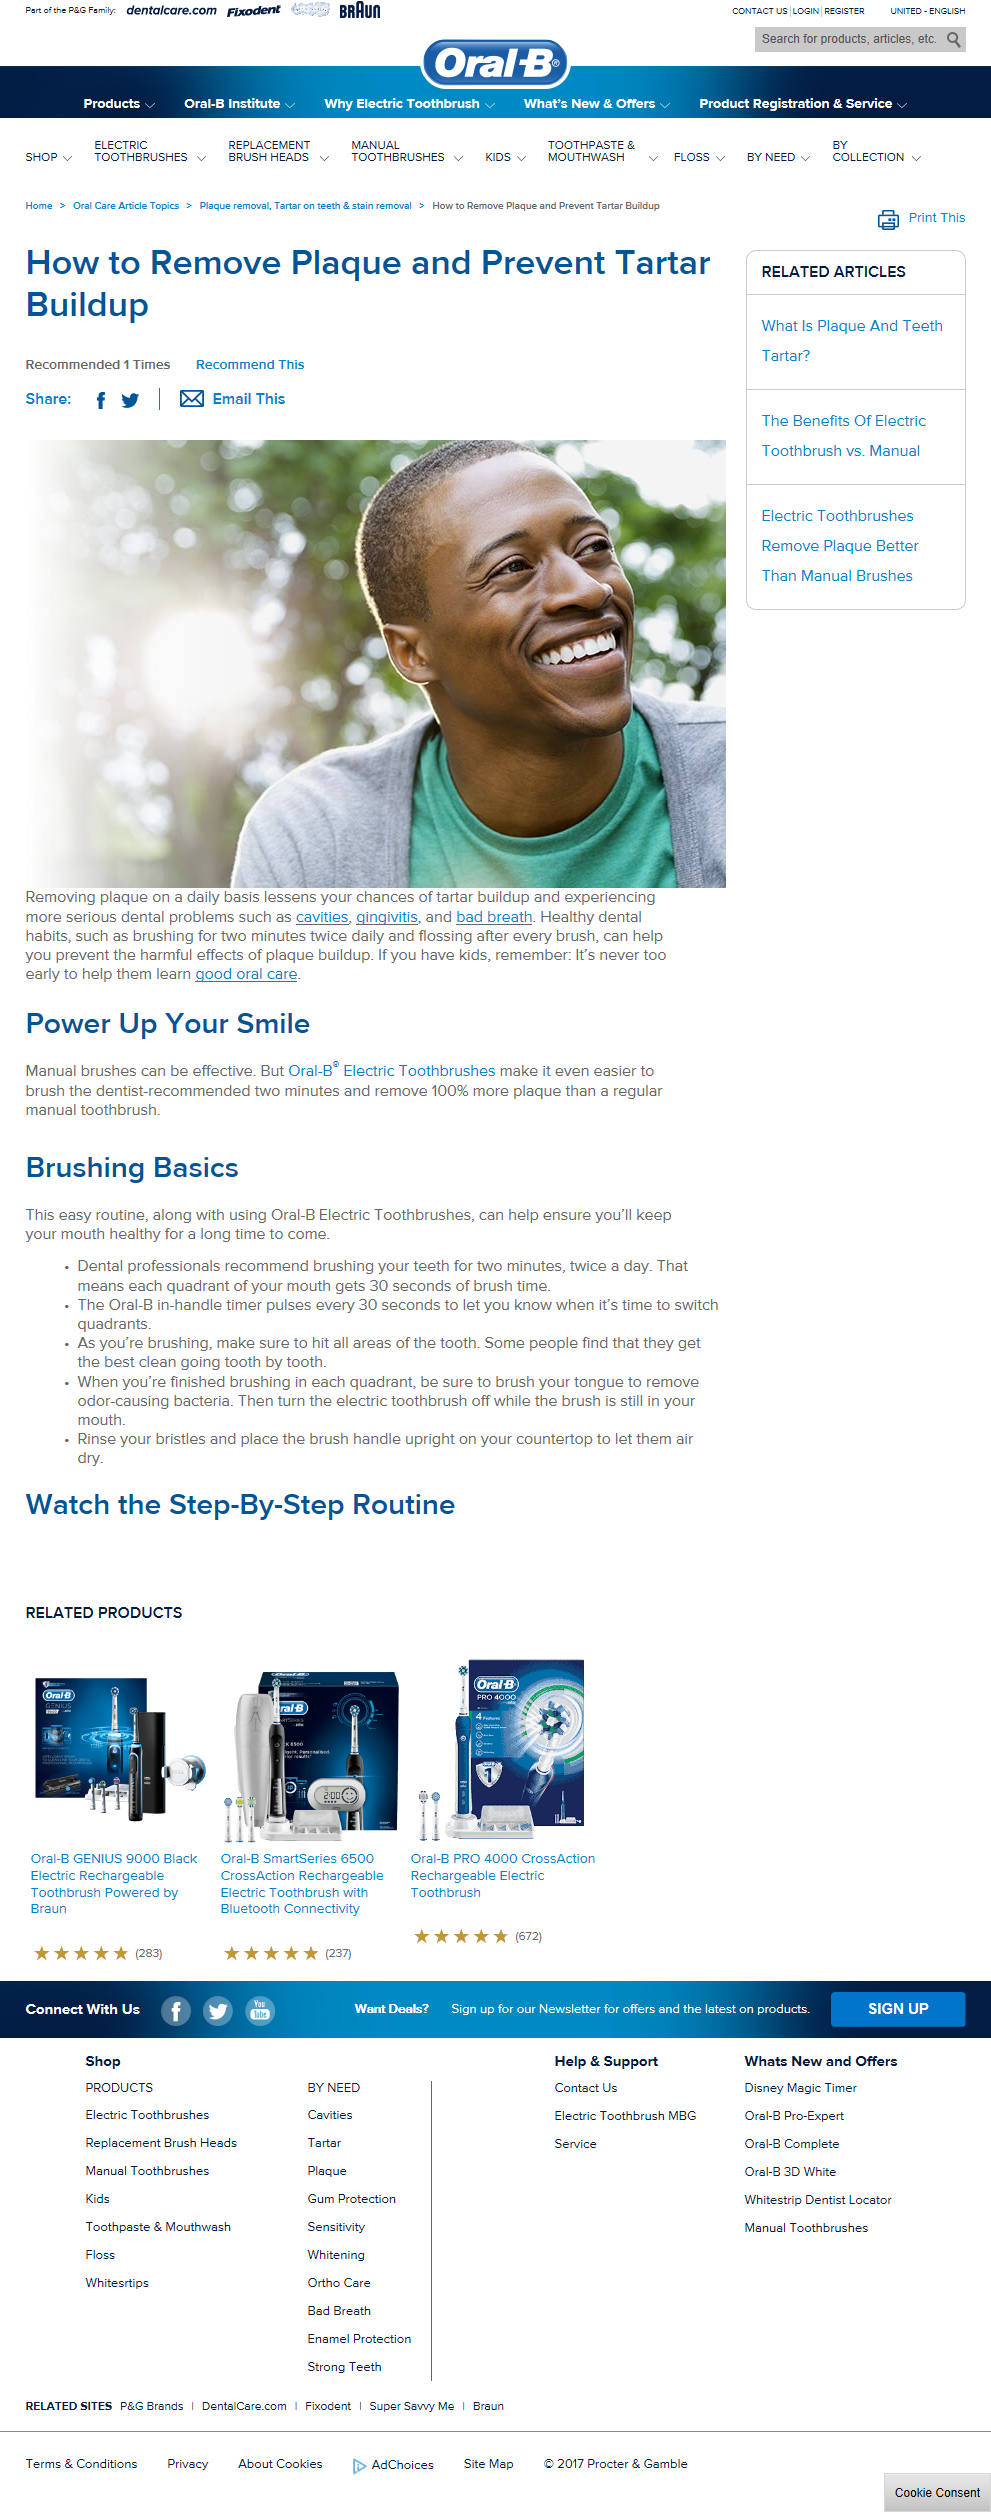 Part of the P&G Family: dentalcare.com Fixodent BRAUN
CONTACT US | LOGIN | REGISTER UNITED - ENGLISH
Search for products, articles, etc.
Oral-B®
Products Oral-B Institute Why Electric Toothbrush What's New & Offers Product Registration & Service
SHOP ELECTRIC TOOTHBRUSHES REPLACEMENT BRUSH HEADS MANUAL TOOTHBRUSHES KIDS TOOTHPASTE & MOUTHWASH FLOSS BY NEED BY COLLECTION
Home > Oral Care Article Topics > Plaque removal, Tartar on teeth & stain removal > How to Remove Plaque and Prevent Tartar Buildup
Print This
How to Remove Plaque and Prevent Tartar
Buildup
Recommended 1 Times Recommend This
Share: Email This
RELATED ARTICLES
What Is Plaque And Teeth
Tartar?
The Benefits Of Electric
Toothbrush vs. Manual
Electric Toothbrushes
Remove Plaque Better
Than Manual Brushes
Removing plaque on a daily basis lessens your chances of tartar buildup and experiencing
more serious dental problems such as cavities, gingivitis, and bad breath. Healthy dental
habits, such as brushing for two minutes twice daily and flossing after every brush, can help
you prevent the harmful effects of plaque buildup. If you have kids, remember: It's never too
early to help them learn good oral care.
Power Up Your Smile
Manual brushes can be effective. But Oral-B® Electric Toothbrushes make it even easier to
brush the dentist-recommended two minutes and remove 100% more plaque than a regular
manual toothbrush.
Brushing Basics
This easy routine, along with using Oral-B Electric Toothbrushes, can help ensure you'll keep
your mouth healthy for a long time to come.
• Dental professionals recommend brushing your teeth for two minutes, twice a day. That
means each quadrant of your mouth gets 30 seconds of brush time.
• The Oral-B in-handle timer pulses every 30 seconds to let you know when it's time to switch
quadrants.
• As you're brushing, make sure to hit all areas of the tooth. Some people find that they get
the best clean going tooth by tooth.
• When you're finished brushing in each quadrant, be sure to brush your tongue to remove
odor-causing bacteria. Then turn the electric toothbrush off while the brush is still in your
mouth.
• Rinse your bristles and place the brush handle upright on your countertop to let them air
dry.
Watch the Step-By-Step Routine
RELATED PRODUCTS
Oral-B
GENIUS
Oral-B
2:00
Oral-B
PRO 4000
4 Features
#1
Oral-B GENIUS 9000 Black
Electric Rechargeable
Toothbrush Powered by
Braun
(283)
Oral-B SmartSeries 6500
CrossAction Rechargeable
Electric Toothbrush with
Bluetooth Connectivity
(237)
Oral-B PRO 4000 CrossAction
Rechargeable Electric
Toothbrush
(672)
Connect With Us You Tube Want Deals? Sign up for our Newsletter for offers and the latest on products. SIGN UP
Shop
PRODUCTS
Electric Toothbrushes
Replacement Brush Heads
Manual Toothbrushes
Kids
Toothpaste & Mouthwash
Floss
Whitesrtips
BY NEED
Cavities
Tartar
Plaque
Gum Protection
Sensitivity
Whitening
Ortho Care
Bad Breath
Enamel Protection
Strong Teeth
Help & Support
Contact Us
Electric Toothbrush MBG
Service
Whats New and Offers
Disney Magic Timer
Oral-B Pro-Expert
Oral-B Complete
Oral-B 3D White
Whitestrip Dentist Locator
Manual Toothbrushes
RELATED SITES P&G Brands | DentalCare.com | Fixodent | Super Savvy Me | Braun
Terms & Conditions Privacy About Cookies AdChoices Site Map © 2017 Procter & Gamble
Cookie Consent